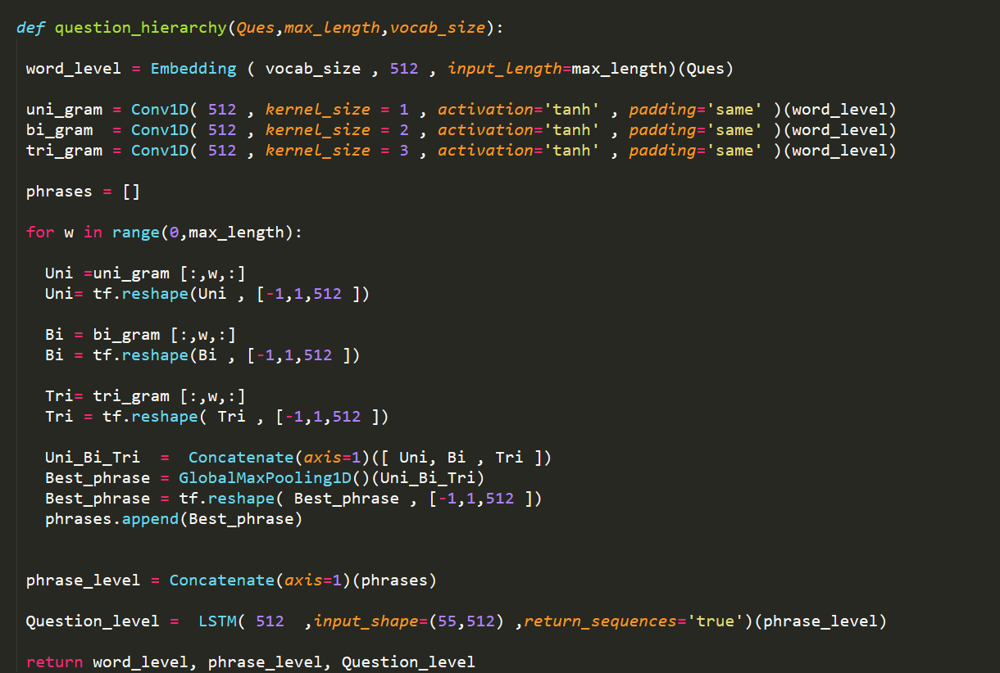 def question_hierarchy(Ques,max_length,vocab_size):
word_level = Embedding ( vocab_size , 512 , input_length=max_length)(Ques)
uni_gram = Conv1D( 512 , kernel_size = 1 , activation='tanh' , padding='same' )(word_level)
bi_gram  = Conv1D( 512 , kernel_size = 2 , activation='tanh' , padding='same' )(word_level)
tri_gram = Conv1D( 512 , kernel_size = 3 , activation='tanh' , padding='same' )(word_level)
phrases = []
for w in range(0,max_length):
Uni =uni_gram [:,w,:]
Uni= tf.reshape(Uni , [-1,1,512 ])
Bi = bi_gram [:,w,:]
Bi = tf.reshape(Bi , [-1,1,512 ])
Tri= tri_gram [:,w,:]
Tri = tf.reshape( Tri , [-1,1,512 ])
Uni_Bi_Tri  =  Concatenate(axis=1)([ Uni, Bi , Tri ])
Best_phrase = GlobalMaxPooling1D()(Uni_Bi_Tri)
Best_phrase = tf.reshape( Best_phrase , [-1,1,512 ])
phrases.append(Best_phrase)
phrase_level = Concatenate(axis=1)(phrases)
Question_level =  LSTM( 512  ,input_shape=(55,512) ,return_sequences='true')(phrase_level)
return word_level, phrase_level, Question_level